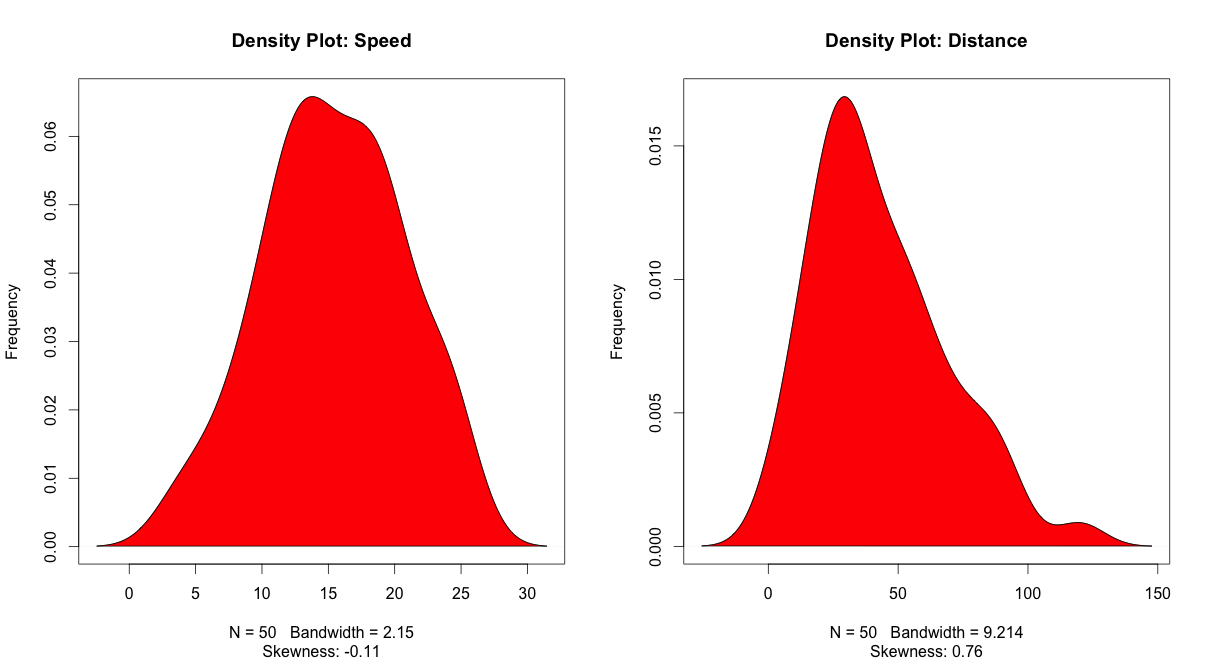 Density Plot: Speed
Frequency
0.06
0.05
0.04
0.03
0.02
0.01
0.00
0 5 10 15 20 25 30
N = 50 Bandwidth = 2.15
Skewness: -0.11
Density Plot: Distance
Frequency
0.015
0.010
0.005
0.000
0 50 100 150
N = 50 Bandwidth = 9.214
Skewness: 0.76